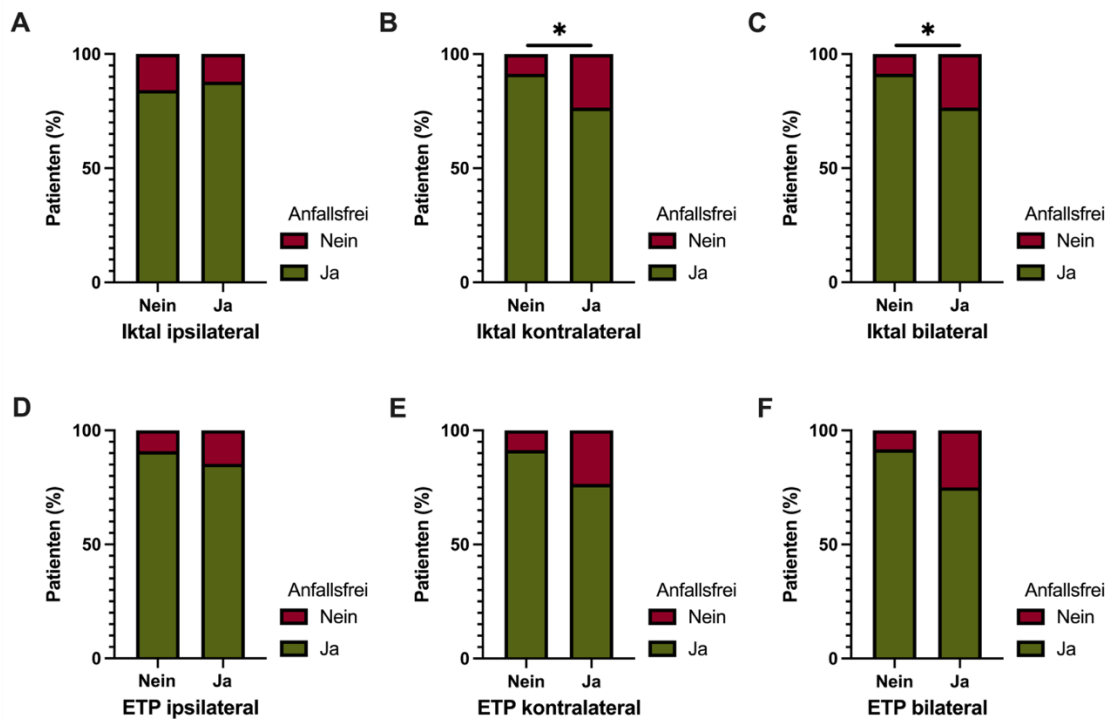 A
100
50
0
Patienten (%)
Nein
Ja
Iktal ipsilateral
Anfallsfrei
Nein
Ja
B
*
100
50
0
Patienten (%)
Nein
Ja
Iktal kontralateral
Anfallsfrei
Nein
Ja
C
*
100
50
0
Patienten (%)
Nein
Ja
Iktal bilateral
Anfallsfrei
Nein
Ja
D
100
50
0
Patienten (%)
Nein
Ja
ETP ipsilateral
Anfallsfrei
Nein
Ja
E
100
50
0
Patienten (%)
Nein
Ja
ETP kontralateral
Anfallsfrei
Nein
Ja
F
100
50
0
Patienten (%)
Nein
Ja
ETP bilateral
Anfallsfrei
Nein
Ja